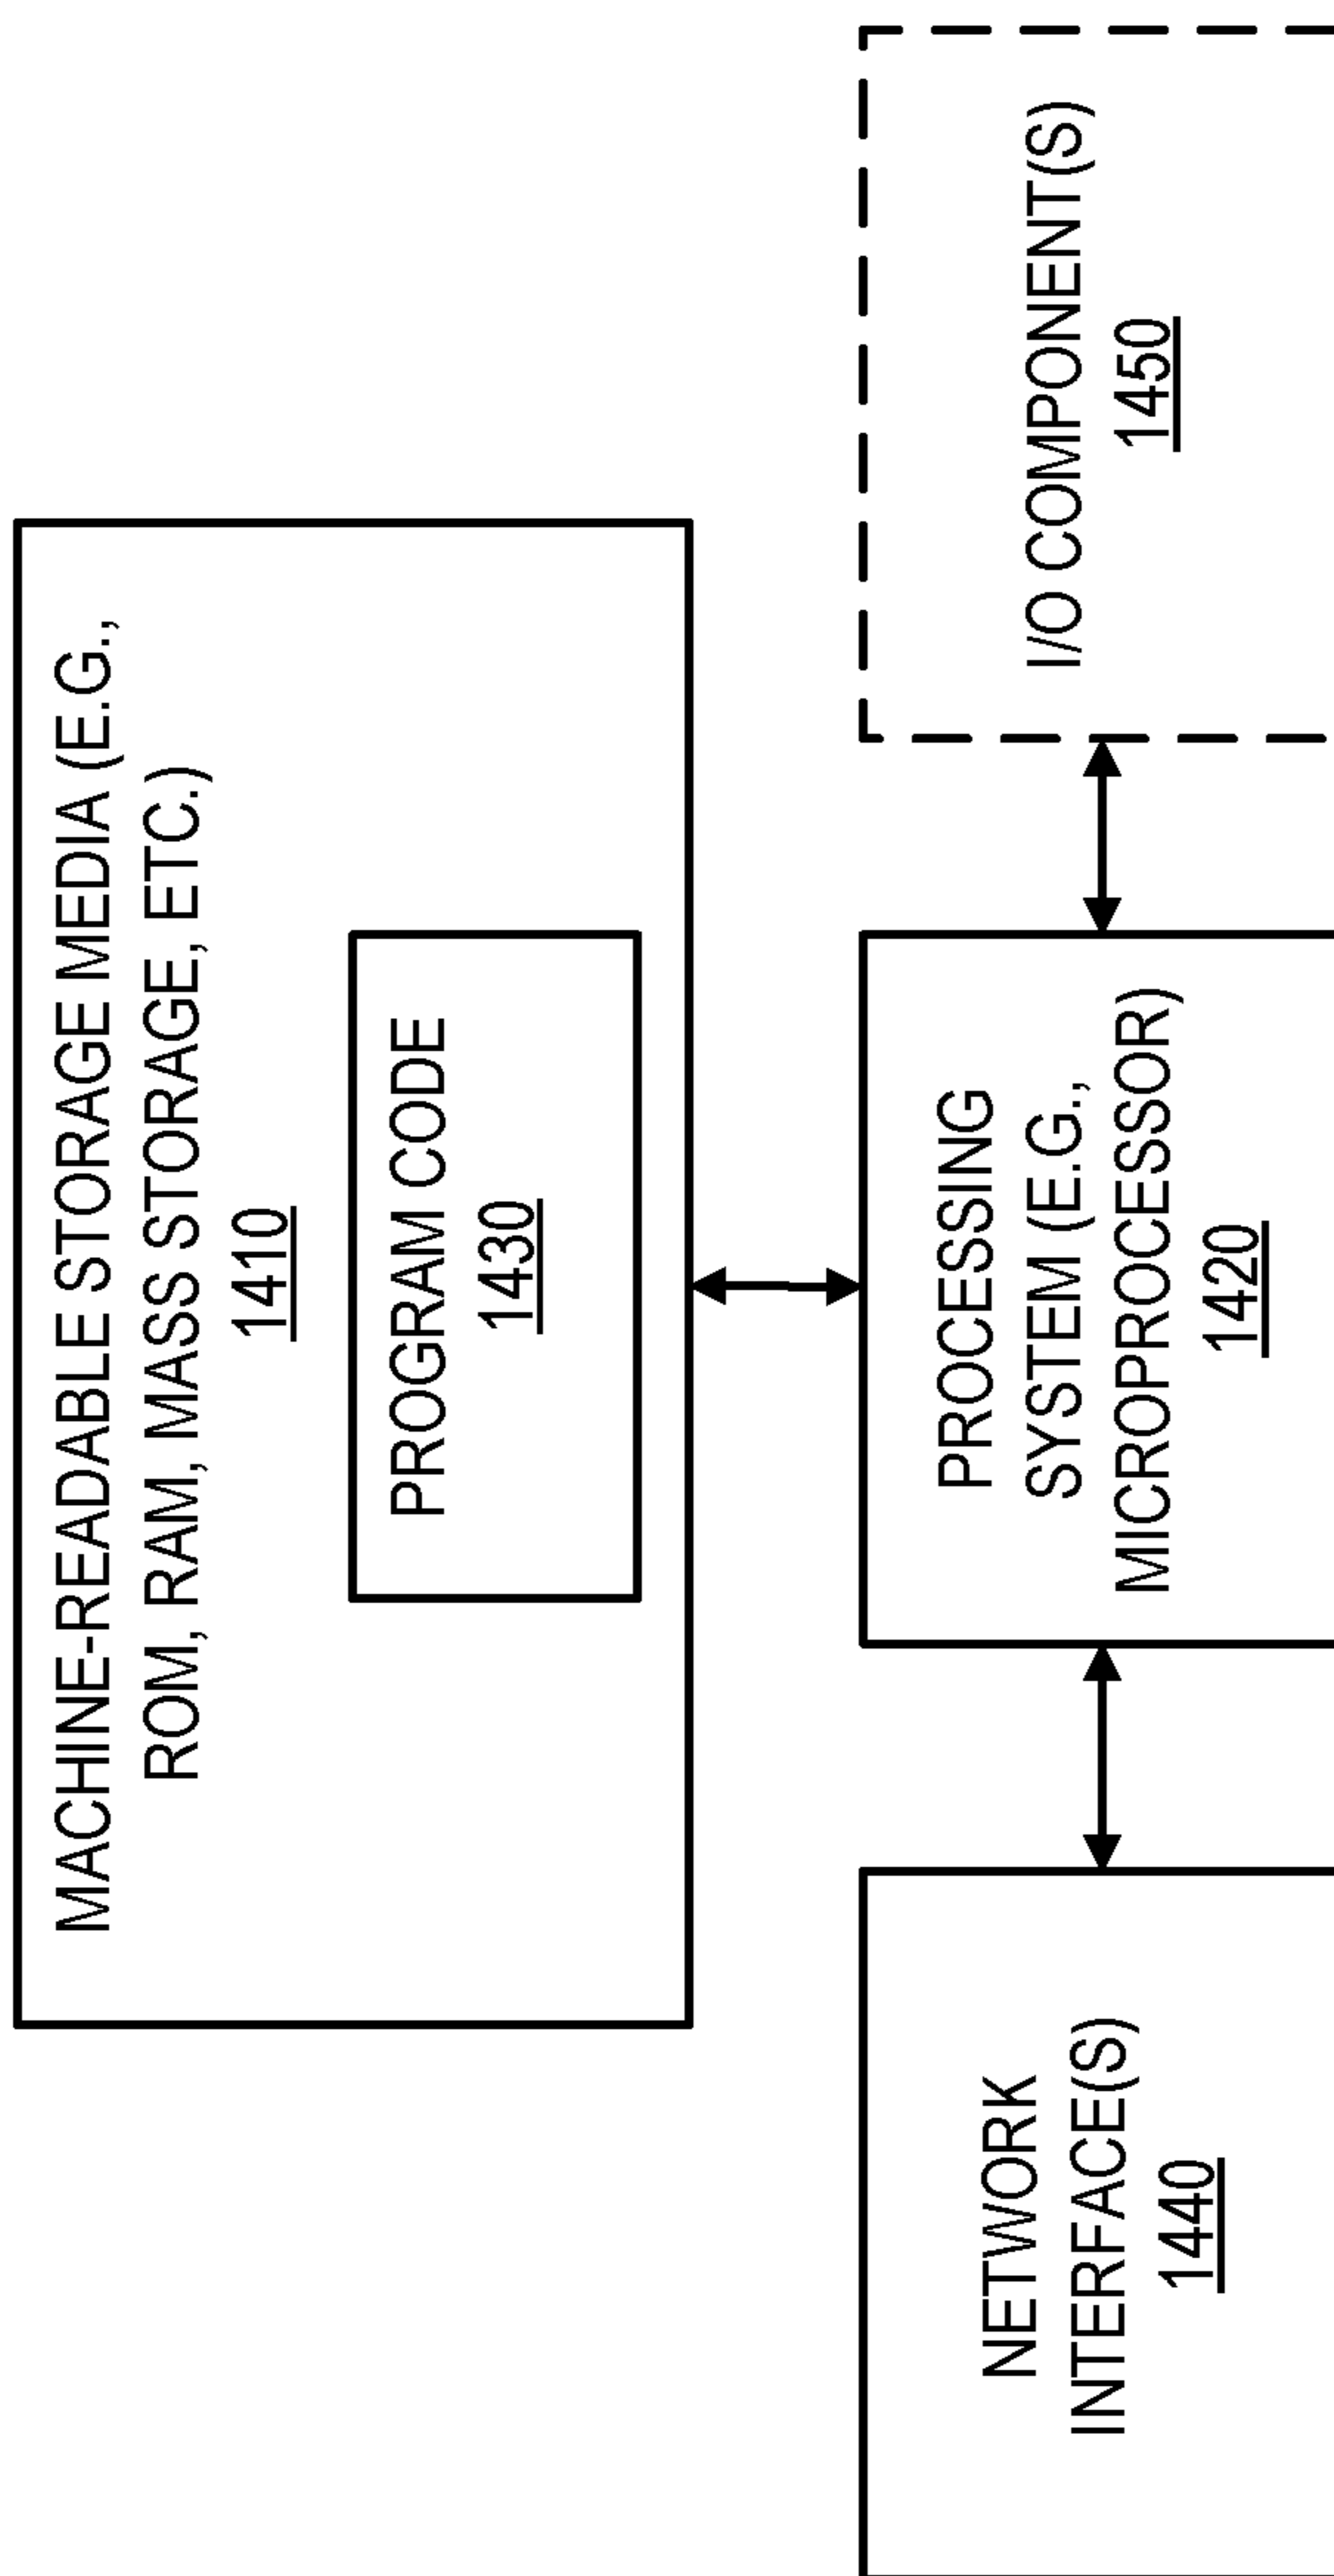 MACHINE-READABLE STORAGE MEDIA (E.G.,
ROM, RAM, MASS STORAGE, ETC.)
1410
PROGRAM CODE
1430
NETWORK
INTERFACE(S)
1440
PROCESSING
SYSTEM (E.G.,
MICROPROCESSOR)
1420
I/O COMPONENT(S)
1450